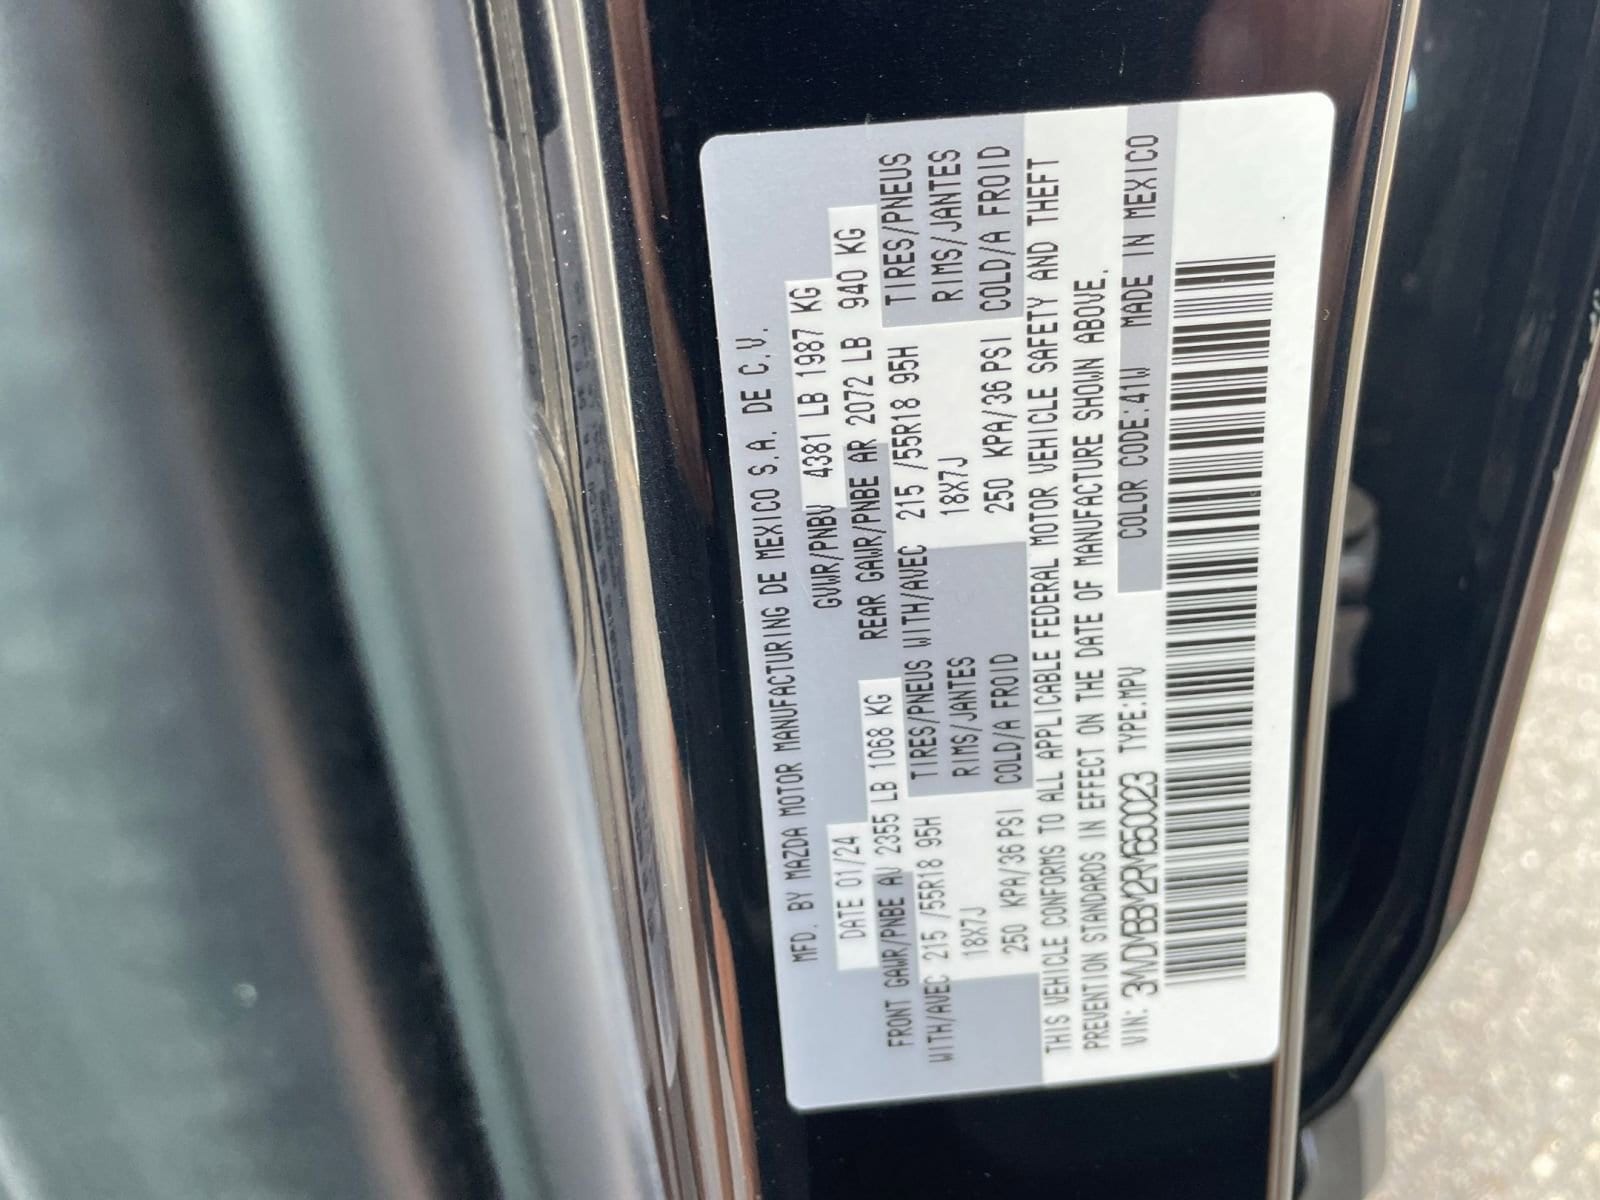 MFD. BY MAZDA MOTOR MANUFACTURING DE MEXICO S.A. DE C.V.
DATE 01/24 GVWR/PNBV 4381 LB 1987 KG
FRONT GAWR/PNBE AV 2355 LB 1068 KG REAR GAWR/PNBE AR 2072 LB 940 KG
WITH/AVEC 215 /55R18 95H TIRES/PNEUS WITH/AVEC 215 /55R18 95H TIRES/PNEUS
18X7J RIMS/JANTES 18X7J RIMS/JANTES
250 KPA/36 PSI COLD/A FROID 250 KPA/36 PSI COLD/A FROID
THIS VEHICLE CONFORMS TO ALL APPLICABLE FEDERAL MOTOR VEHICLE SAFETY AND THEFT
PREVENTION STANDARDS IN EFFECT ON THE DATE OF MANUFACTURE SHOWN ABOVE.
VIN: 3MVDMBBM2RM650023 TYPE:MPV COLOR CODE:41W MADE IN MEXICO